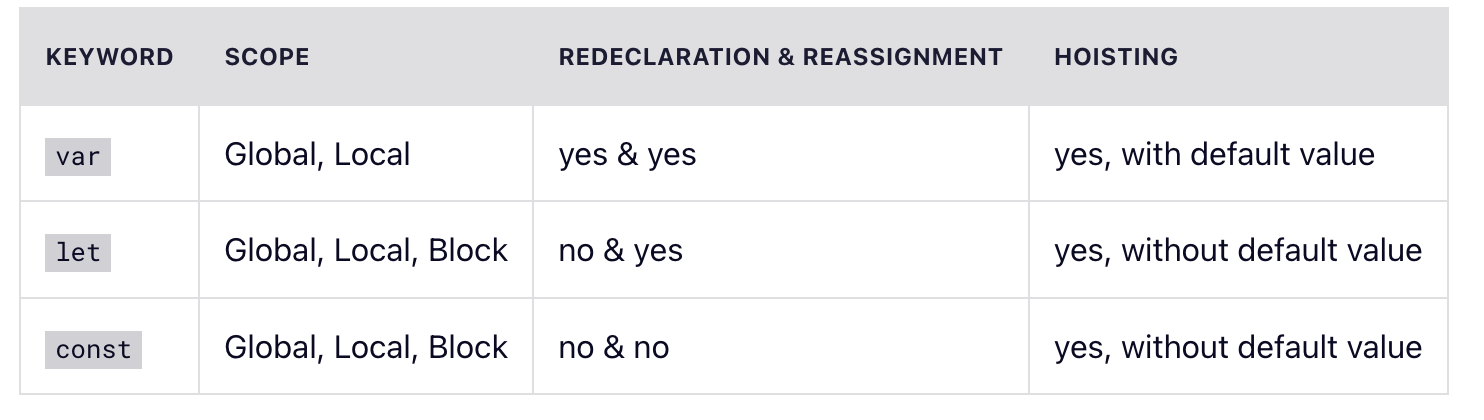 KEYWORD SCOPE REDECLARATION & REASSIGNMENT HOISTING
var Global, Local yes & yes yes, with default value
let Global, Local, Block no & yes yes, without default value
const Global, Local, Block no & no yes, without default value